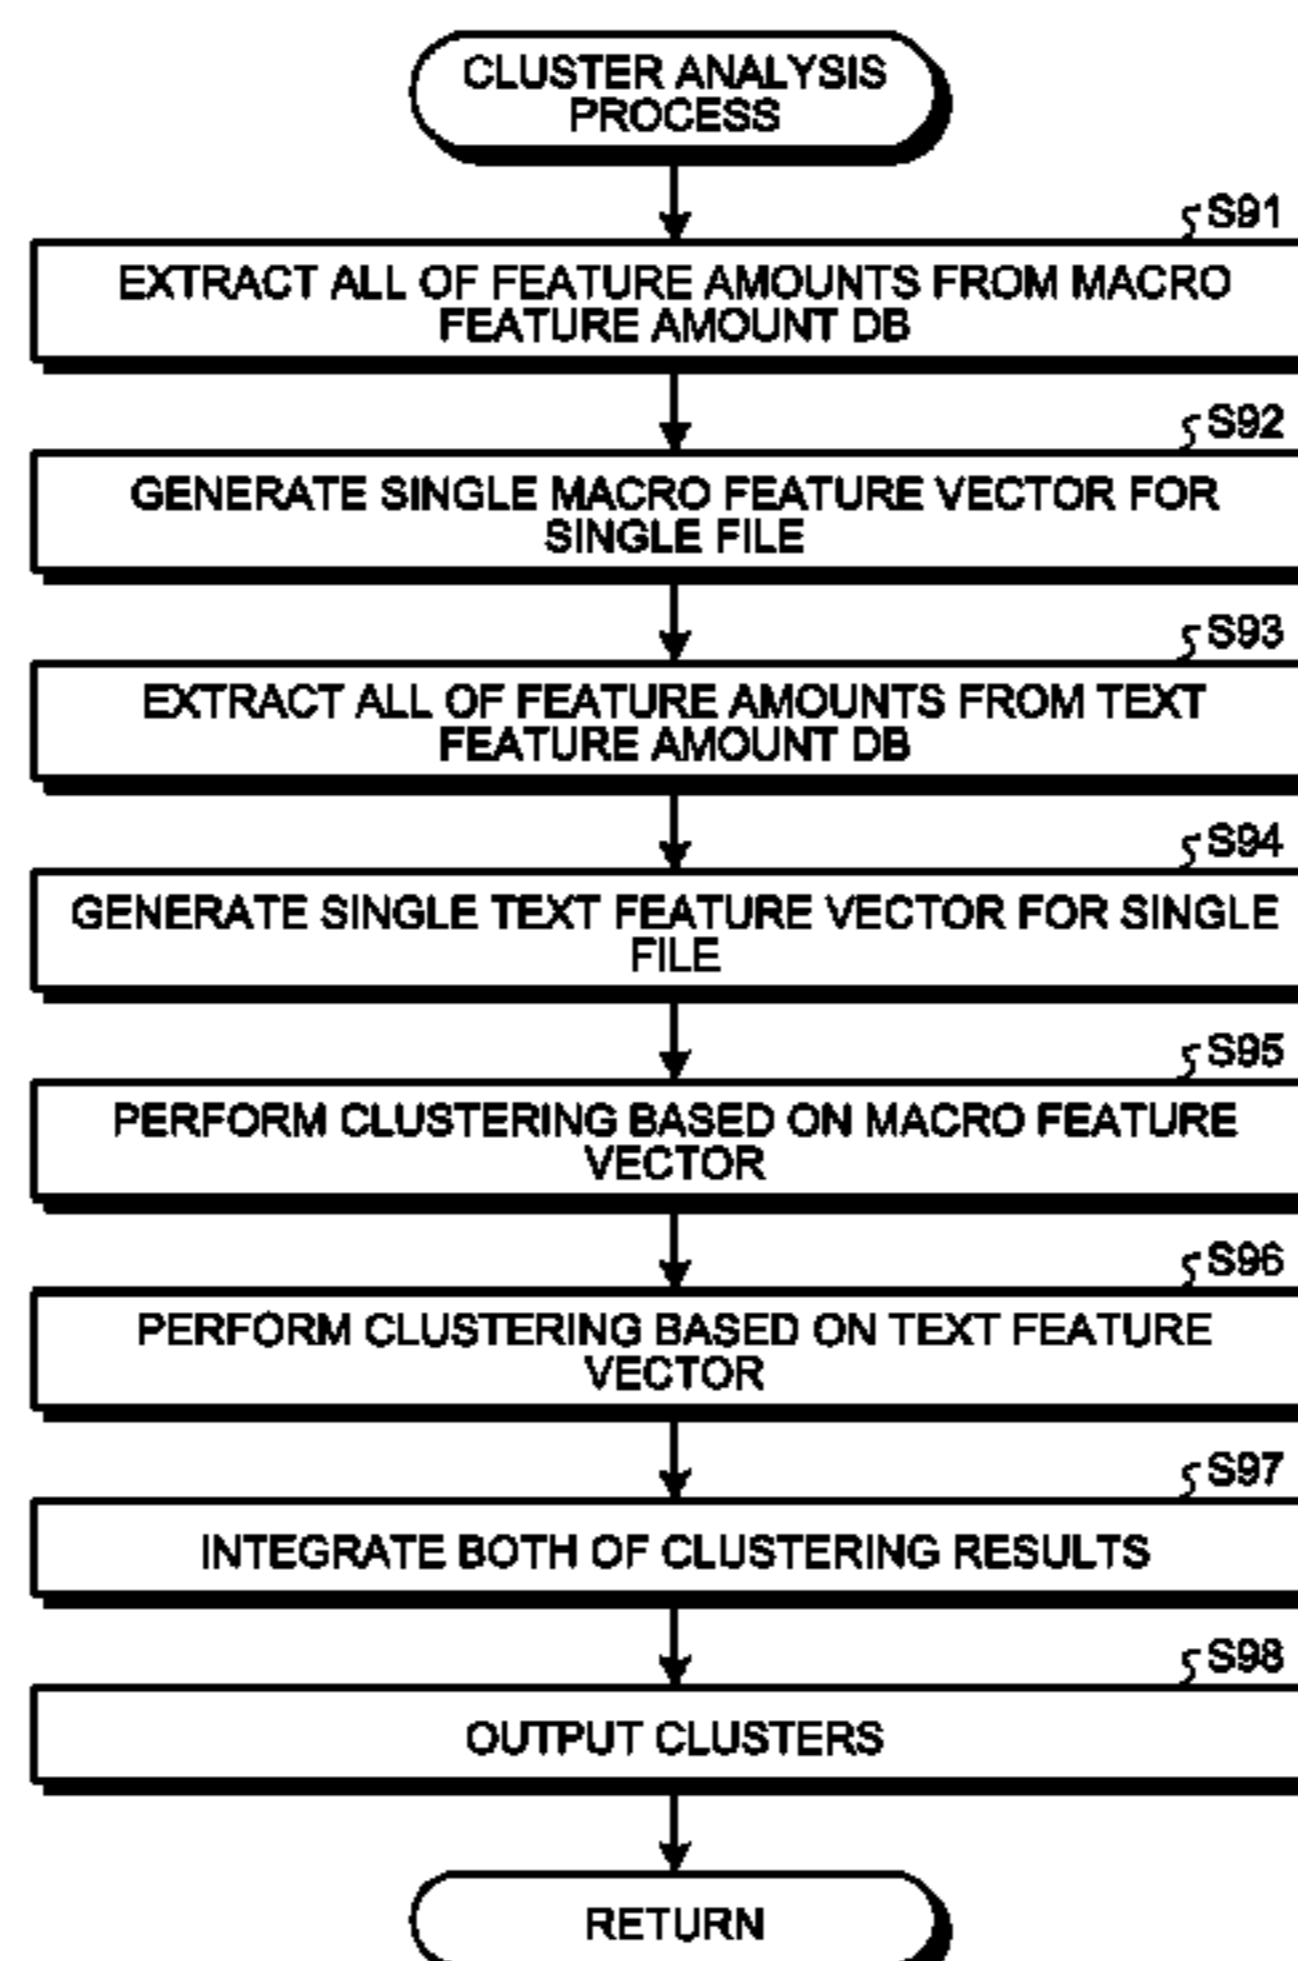 CLUSTER ANALYSIS
PROCESS
S91
EXTRACT ALL OF FEATURE AMOUNTS FROM MACRO
FEATURE AMOUNT DB
S92
GENERATE SINGLE MACRO FEATURE VECTOR FOR
SINGLE FILE
S93
EXTRACT ALL OF FEATURE AMOUNTS FROM TEXT
FEATURE AMOUNT DB
S94
GENERATE SINGLE TEXT FEATURE VECTOR FOR SINGLE
FILE
S95
PERFORM CLUSTERING BASED ON MACRO FEATURE
VECTOR
S96
PERFORM CLUSTERING BASED ON TEXT FEATURE
VECTOR
S97
INTEGRATE BOTH OF CLUSTERING RESULTS
S98
OUTPUT CLUSTERS
RETURN